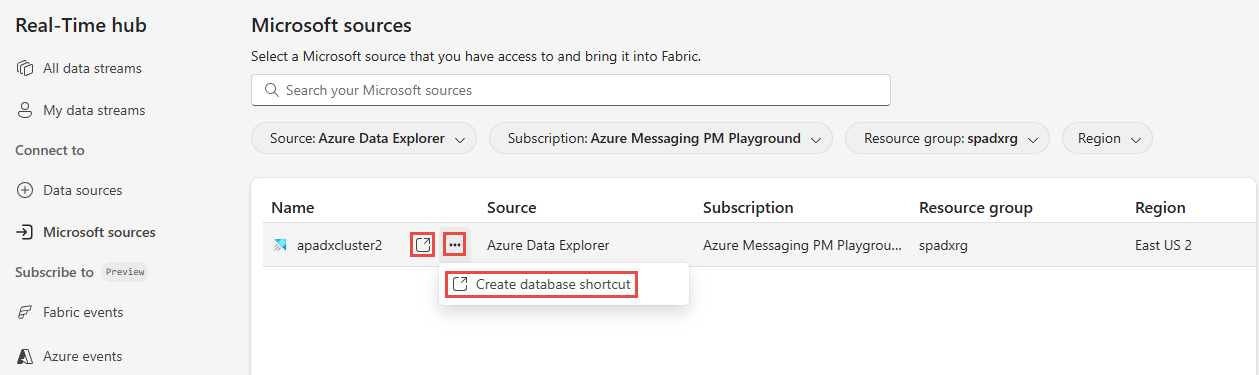 Real-Time hub
All data streams
My data streams
Connect to
Data sources
Microsoft sources
Subscribe to Preview
Fabric events
Azure events
Microsoft sources
Select a Microsoft source that you have access to and bring it into Fabric.
Search your Microsoft sources
Source: Azure Data Explorer Subscription: Azure Messaging PM Playground Resource group: spadxrg Region
Name Source Subscription Resource group Region
apadxcluster2 Azure Data Explorer Azure Messaging PM Playgrou... spadxrg East US 2
Create database shortcut